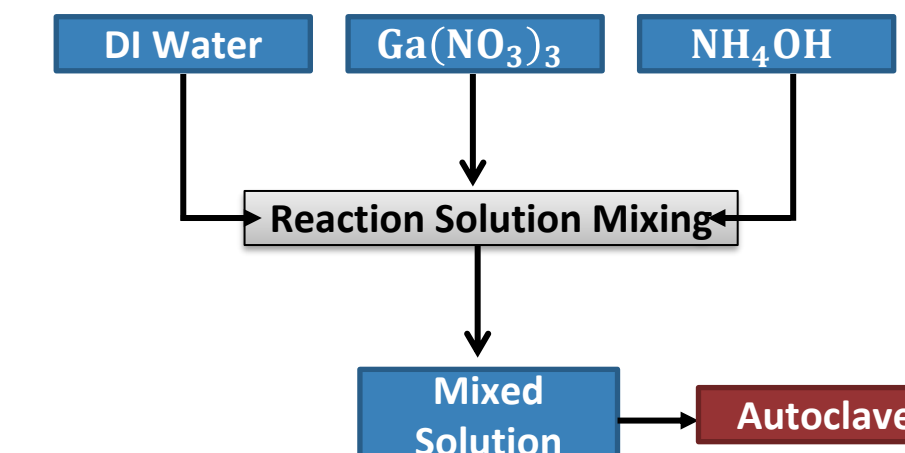 DI Water
Ga(NO₃)₃
NH₄OH
Reaction Solution Mixing
Mixed
Solution
Autoclave